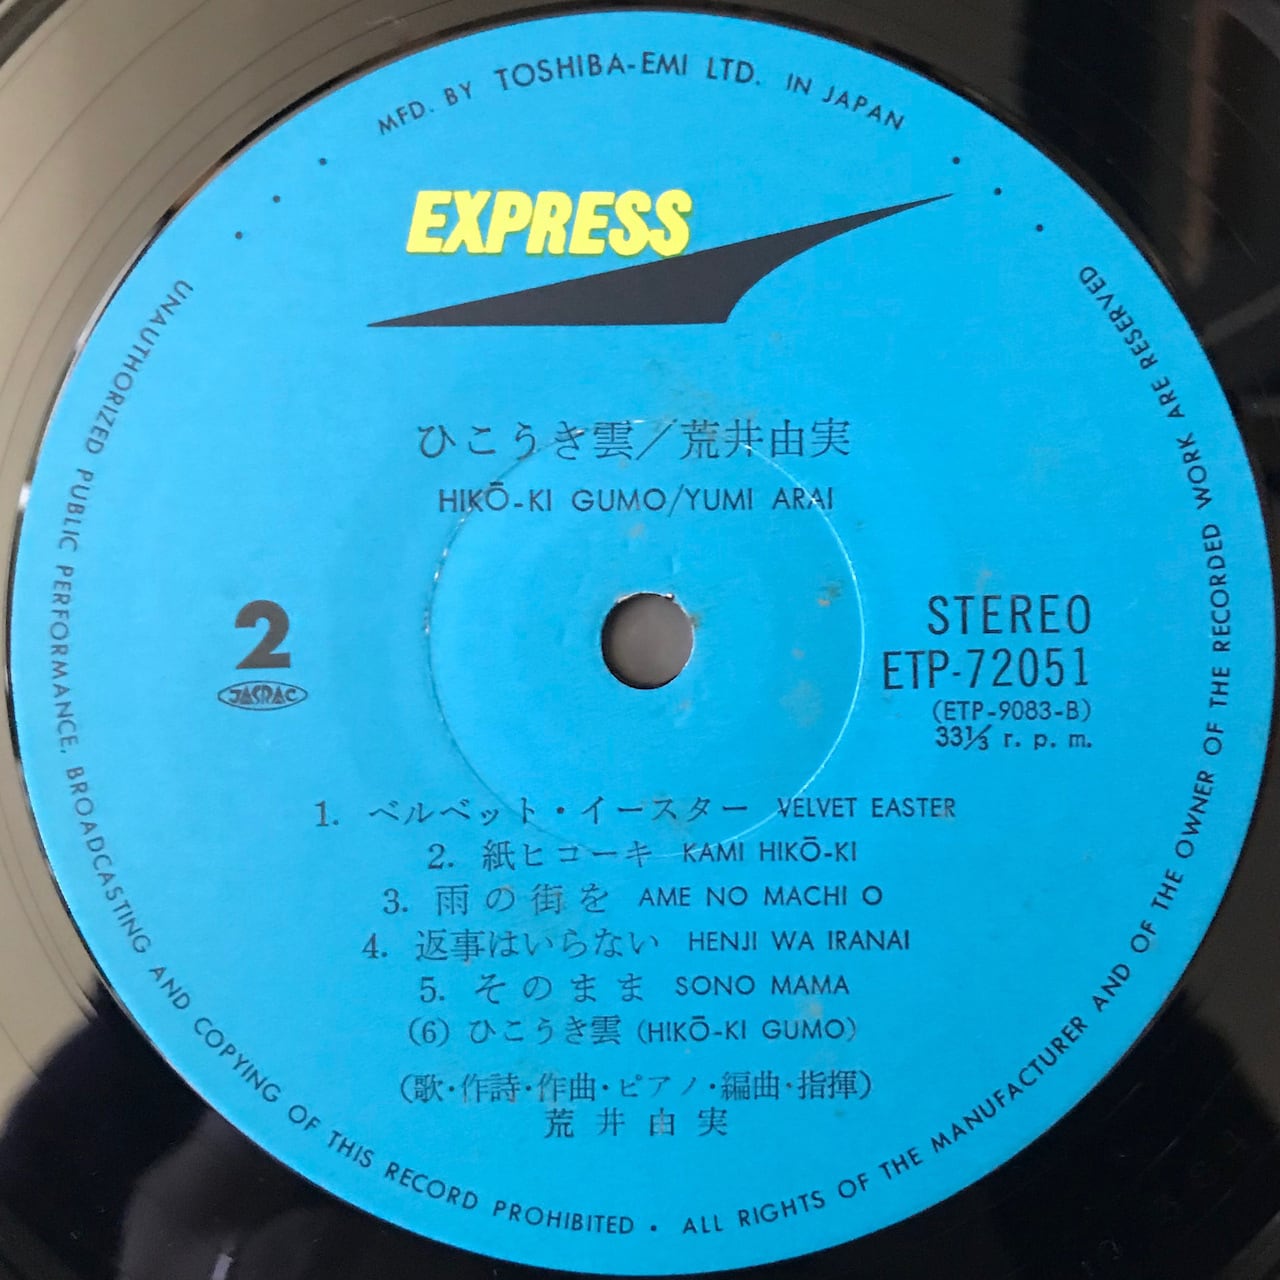 MFD. BY TOSHIBA-EMI LTD. IN JAPAN
EXPRESS
ひこうき雲/荒井由実
HIKŌ-KI GUMO/YUMI ARAI
2
JASRAC
STEREO
ETP-72051
(ETP-9083-B)
33⅓ r. p. m.
1. ベルベット・イースター VELVET EASTER
2. 紙ヒコーキ KAMI HIKŌ-KI
3. 雨の街を AME NO MACHI O
4. 返事はいらない HENJI WA IRANAI
5. そのまま SONO MAMA
(6) ひこうき雲 (HIKŌ-KI GUMO)
(歌・作詩・作曲・ピアノ・編曲・指揮)
荒井由実
UNAUTHORIZED PUBLIC PERFORMANCE, BROADCASTING AND COPYING OF THIS RECORD PROHIBITED • ALL RIGHTS OF THE MANUFACTURER AND OF THE OWNER OF THE RECORDED WORK ARE RESERVED